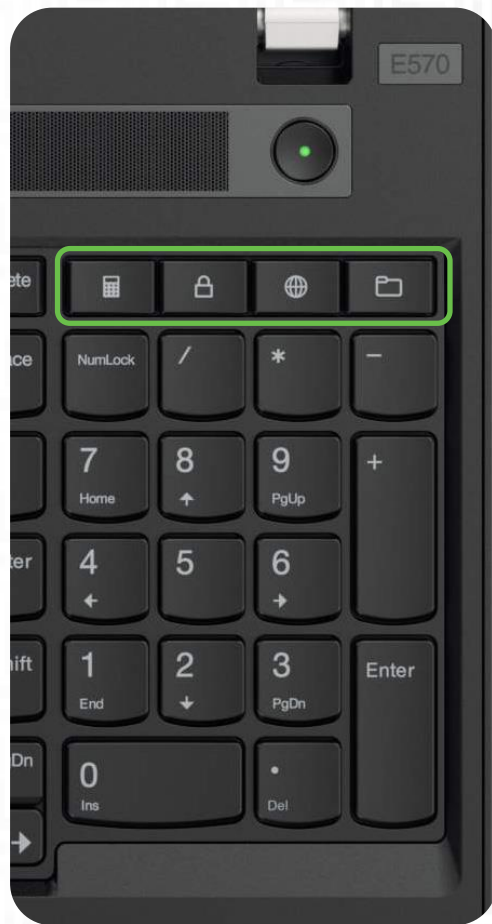 E570
ete
ce
NumLock / * −
7 8 9 +
Home ↑ PgUp
ter
4 5 6
← →
ift
1 2 3 Enter
End ↓ PgDn
Dn
0 .
Ins Del
→